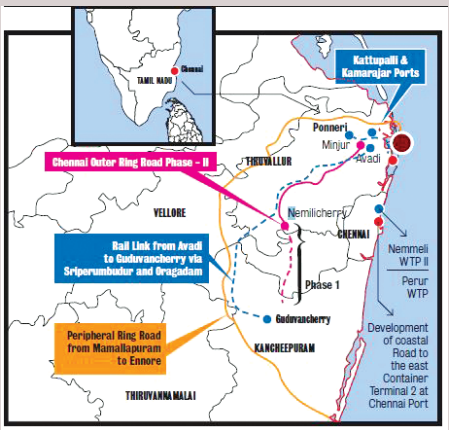 Chennai
TAMIL NADU
Kattupalli &
Kamarajar Ports
Ponneri
Minjur
Avadi
TIRUVALLUR
Chennai Outer Ring Road Phase - II
VELLORE
Nemilicherry
CHENNAI
Rail Link from Avadi
to Guduvancherry via
Sriperumbudur and Oragadam
Nemmeli
WTP II
Perur
WTP
Phase 1
Guduvancherry
Peripheral Ring Road
from Mamallapuram
to Ennore
KANCHEEPURAM
Development
of coastal
Road to
the east
Container
Terminal 2 at
Chennai Port
THIRUVANNAMALAI